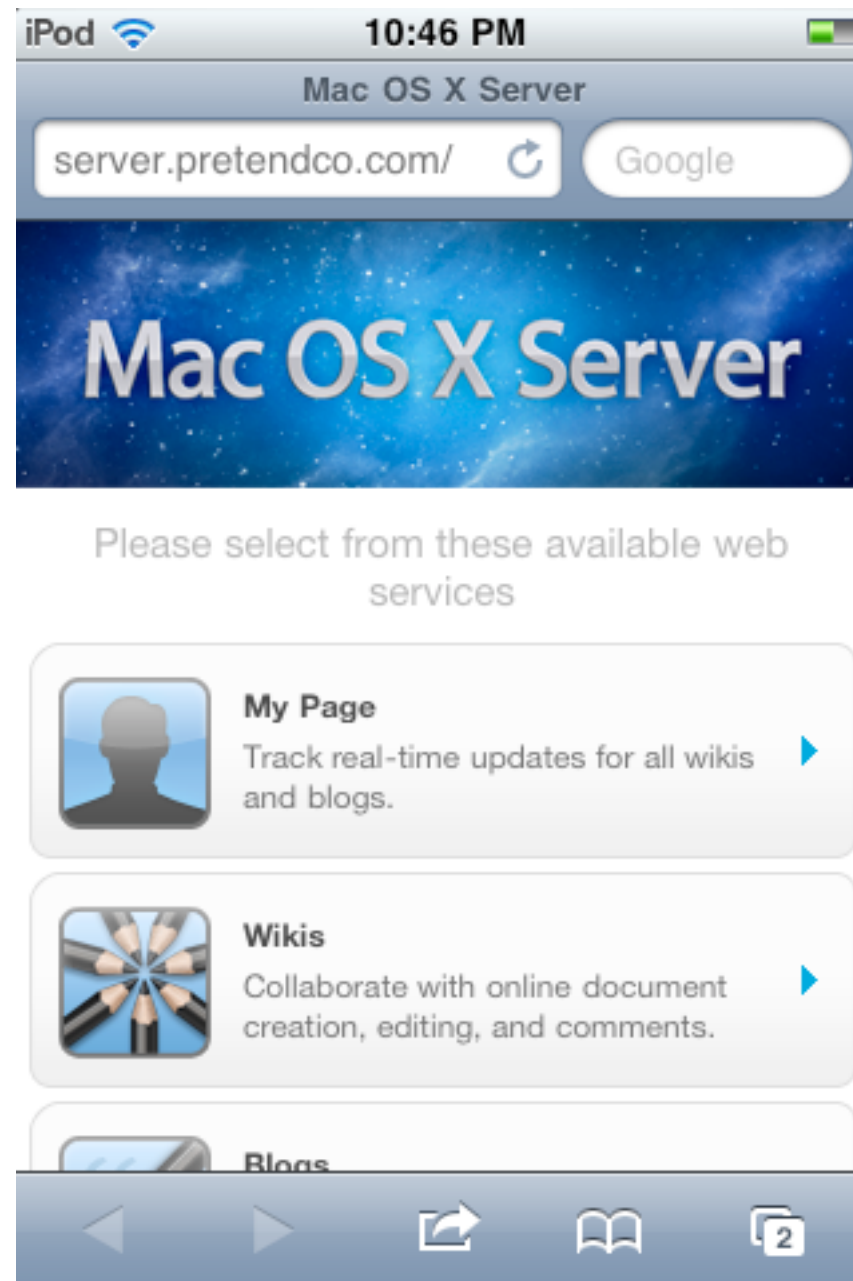 iPod 10:46 PM
Mac OS X Server
server.pretendco.com/ Google
Mac OS X Server
Please select from these available web
services
My Page
Track real-time updates for all wikis
and blogs.
Wikis
Collaborate with online document
creation, editing, and comments.
Blogs
2